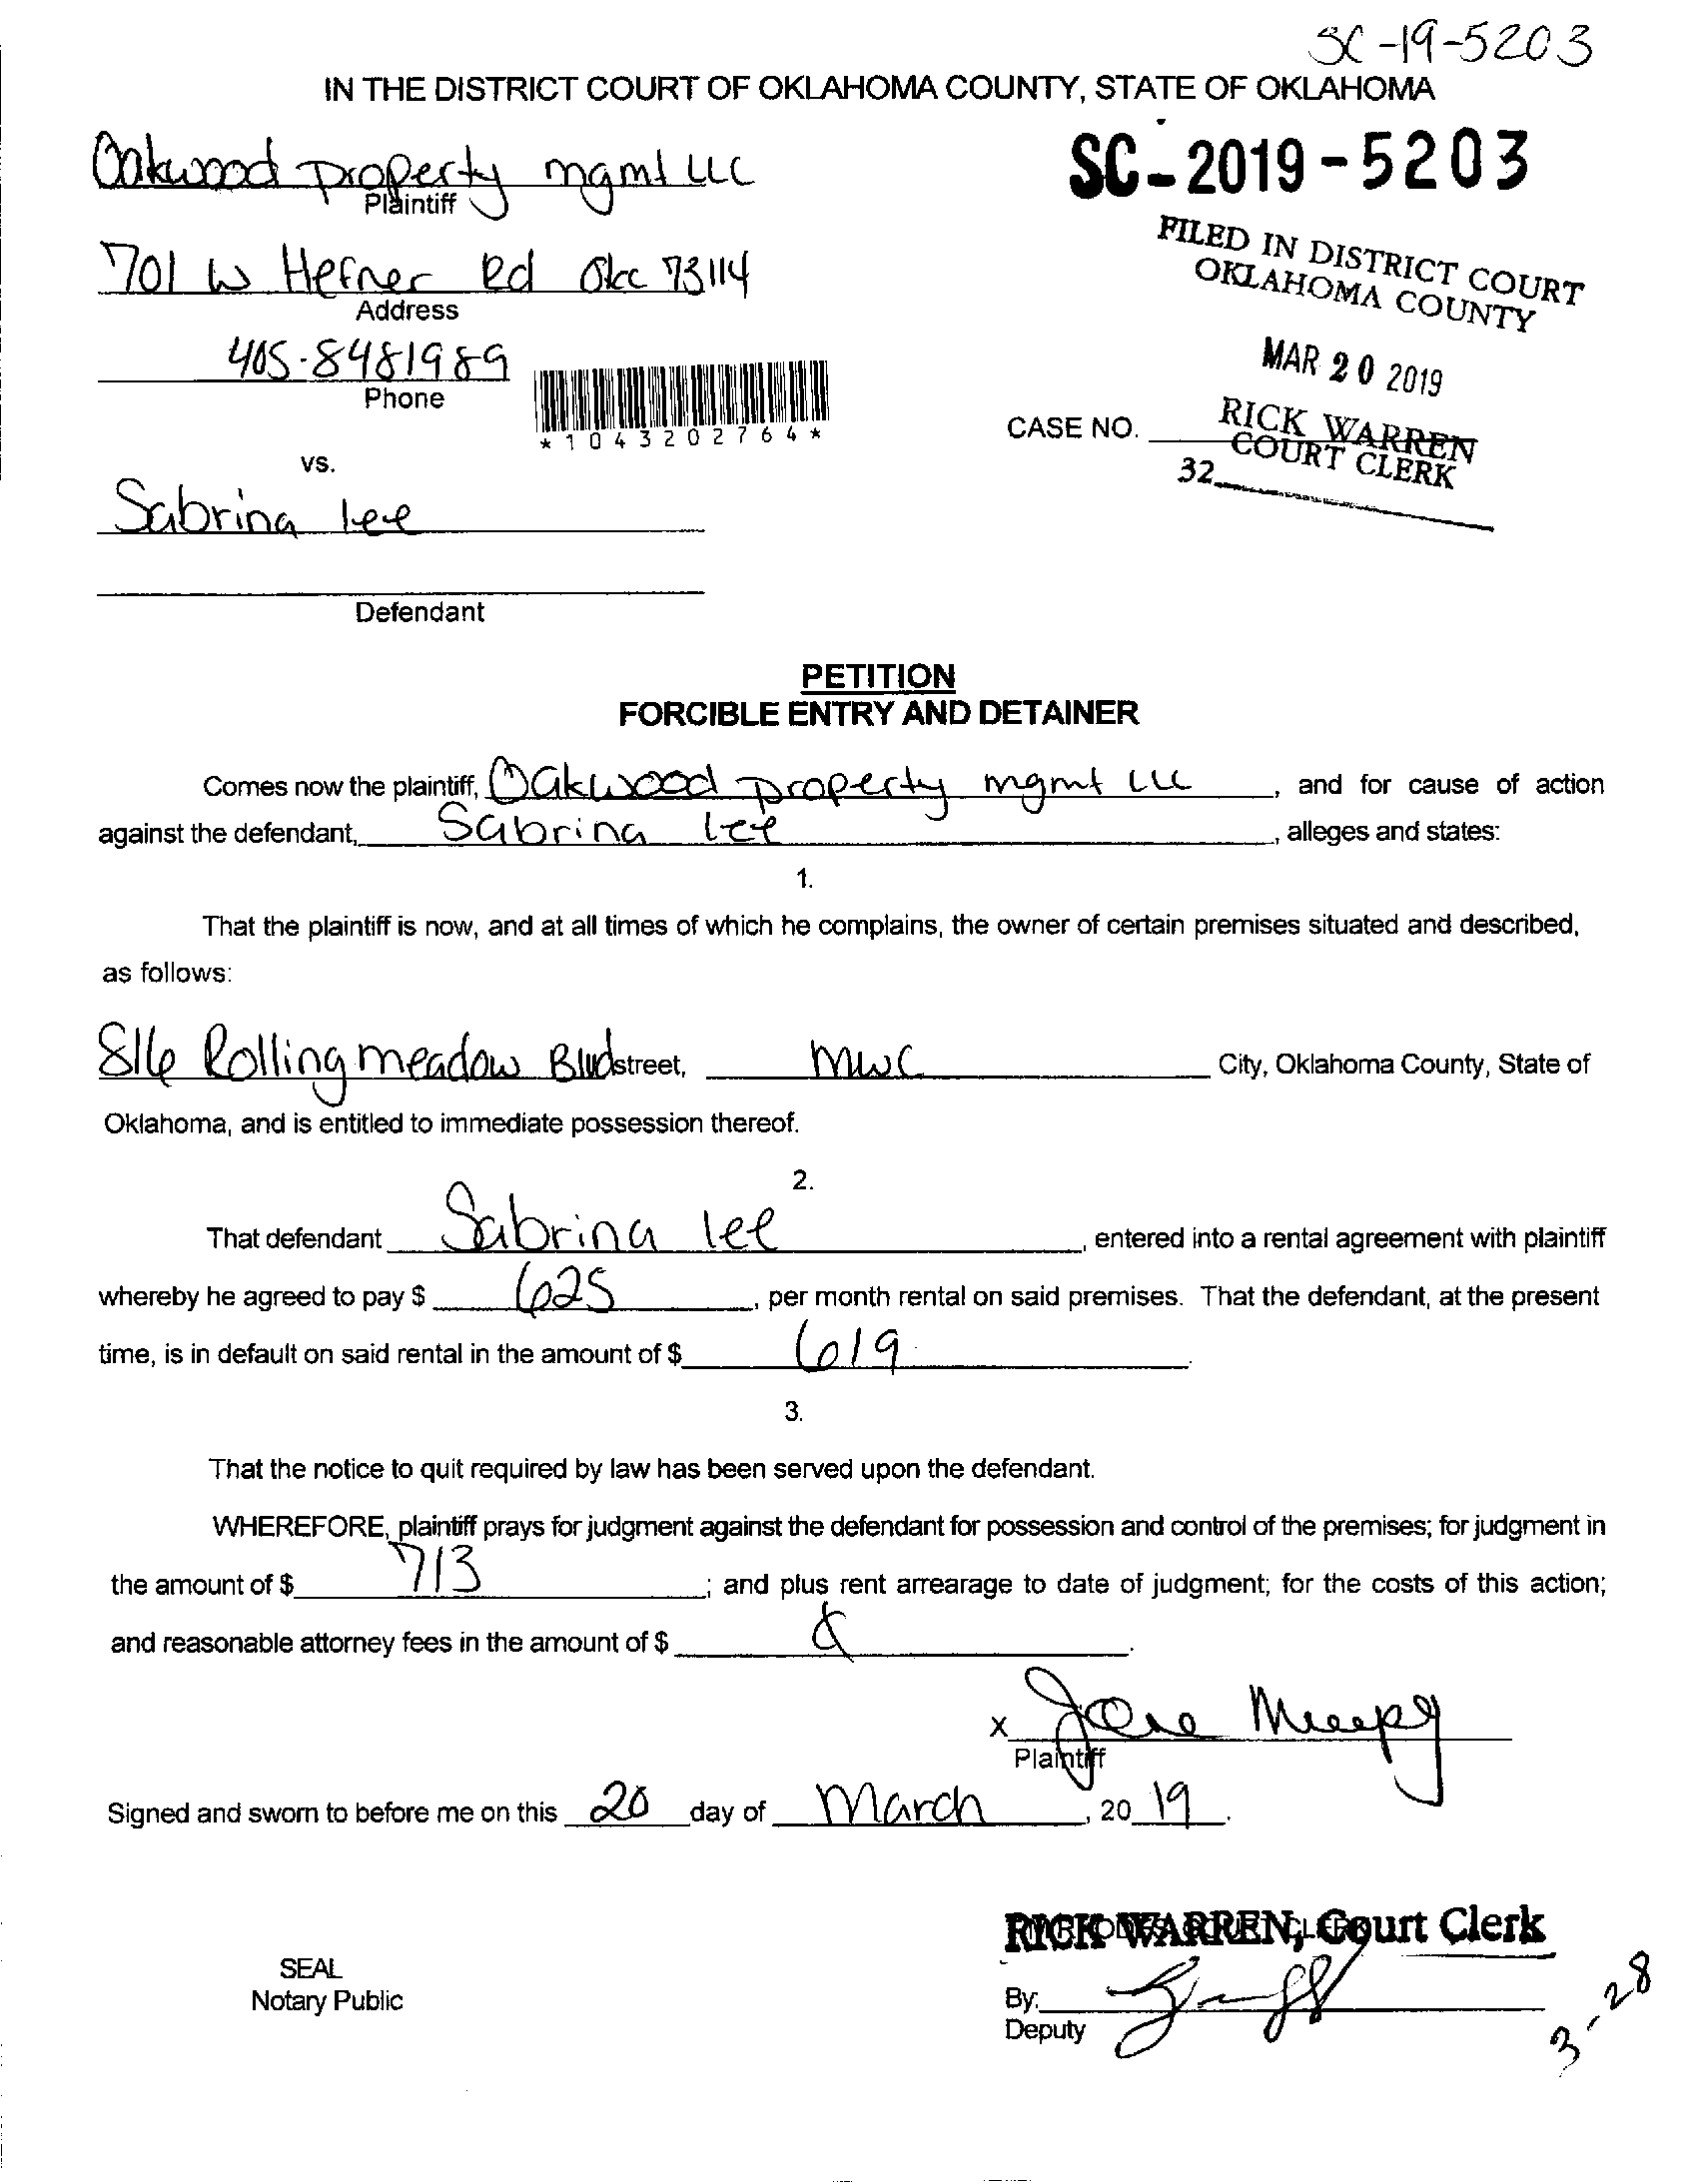 SC-19-5203
IN THE DISTRICT COURT OF OKLAHOMA COUNTY, STATE OF OKLAHOMA
Oakwood property mgmt LLC
Plaintiff
SC-2019-5203
FILED IN DISTRICT COURT
OKLAHOMA COUNTY
701 W Hefner Rd Okc 73114
Address
MAR 20 2019
405-8481989
Phone
*1043202764*
RICK WARREN
COURT CLERK
CASE NO.
32
vs.
Sabrina lee
Defendant
PETITION
FORCIBLE ENTRY AND DETAINER
Comes now the plaintiff, Oakwood property mgmt LLC, and for cause of action
against the defendant, Sabrina lee, alleges and states:
1.
That the plaintiff is now, and at all times of which he complains, the owner of certain premises situated and described,
as follows:
816 Rolling meadow Blvd street, mwc City, Oklahoma County, State of
Oklahoma, and is entitled to immediate possession thereof.
2.
That defendant Sabrina lee, entered into a rental agreement with plaintiff
whereby he agreed to pay $ 625, per month rental on said premises. That the defendant, at the present
time, is in default on said rental in the amount of $ 619.
3.
That the notice to quit required by law has been served upon the defendant.
WHEREFORE, plaintiff prays for judgment against the defendant for possession and control of the premises; for judgment in
the amount of $ 713; and plus rent arrearage to date of judgment; for the costs of this action;
and reasonable attorney fees in the amount of $
x
Plaintiff
Signed and sworn to before me on this 20 day of March, 20 19.
RICK WARREN, Court Clerk
SEAL
Notary Public
By:
Deputy
3-28